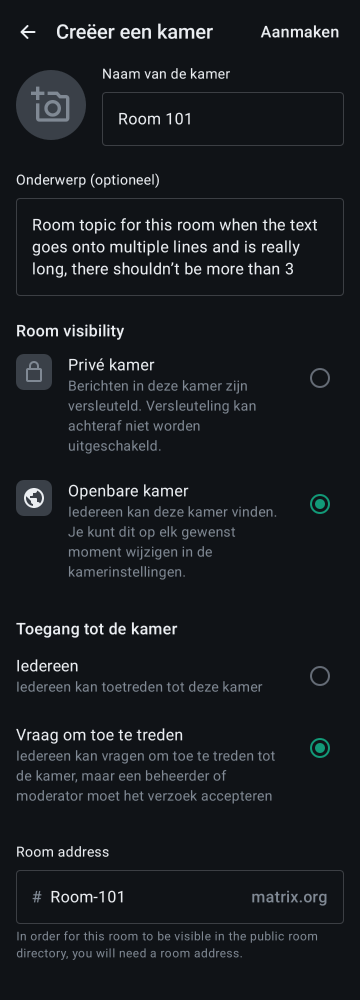 Creëer een kamer
Aanmaken
Naam van de kamer
Room 101
Onderwerp (optioneel)
Room topic for this room when the text
goes onto multiple lines and is really
long, there shouldn’t be more than 3
Room visibility
Privé kamer
Berichten in deze kamer zijn
versleuteld. Versleuteling kan
achteraf niet worden
uitgeschakeld.
Openbare kamer
Iedereen kan deze kamer vinden.
Je kunt dit op elk gewenst
moment wijzigen in de
kamerinstellingen.
Toegang tot de kamer
Iedereen
Iedereen kan toetreden tot deze kamer
Vraag om toe te treden
Iedereen kan vragen om toe te treden tot
de kamer, maar een beheerder of
moderator moet het verzoek accepteren
Room address
# Room-101 matrix.org
In order for this room to be visible in the public room
directory, you will need a room address.